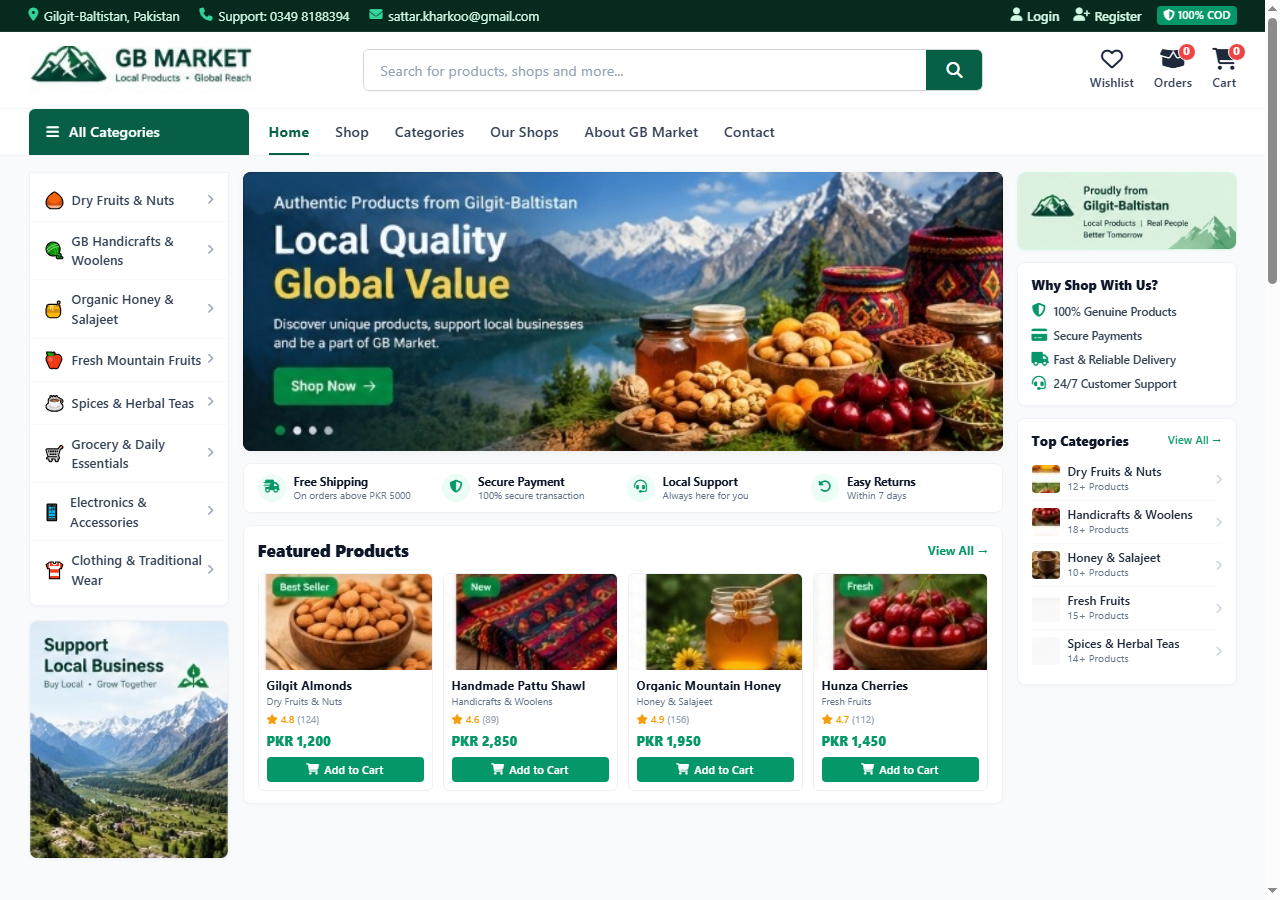 Gilgit-Baltistan, Pakistan
Support: 0349 8188394
sattar.kharkoo@gmail.com
Login
Register
100% COD
GB MARKET
Local Products • Global Reach
Search for products, shops and more...
Wishlist
0
Orders
0
Cart
All Categories
Home
Shop
Categories
Our Shops
About GB Market
Contact
Dry Fruits & Nuts
GB Handicrafts &
Woolens
Organic Honey &
Salajeet
Fresh Mountain Fruits
Spices & Herbal Teas
Grocery & Daily
Essentials
Electronics &
Accessories
Clothing & Traditional
Wear
Support
Local Business
Buy Local • Grow Together
Authentic Products from Gilgit-Baltistan
Local Quality
Global Value
Discover unique products, support local businesses
and be a part of GB Market.
Shop Now →
Free Shipping
On orders above PKR 5000
Secure Payment
100% secure transaction
Local Support
Always here for you
Easy Returns
Within 7 days
Featured Products
View All →
Best Seller
Gilgit Almonds
Dry Fruits & Nuts
4.8 (124)
PKR 1,200
Add to Cart
New
Handmade Pattu Shawl
Handicrafts & Woolens
4.6 (89)
PKR 2,850
Add to Cart
Organic Mountain Honey
Honey & Salajeet
4.9 (156)
PKR 1,950
Add to Cart
Fresh
Hunza Cherries
Fresh Fruits
4.7 (112)
PKR 1,450
Add to Cart
Proudly from
Gilgit-Baltistan
Local Products | Real People
Better Tomorrow
Why Shop With Us?
100% Genuine Products
Secure Payments
Fast & Reliable Delivery
24/7 Customer Support
Top Categories
View All →
Dry Fruits & Nuts
12+ Products
Handicrafts & Woolens
18+ Products
Honey & Salajeet
10+ Products
Fresh Fruits
15+ Products
Spices & Herbal Teas
14+ Products